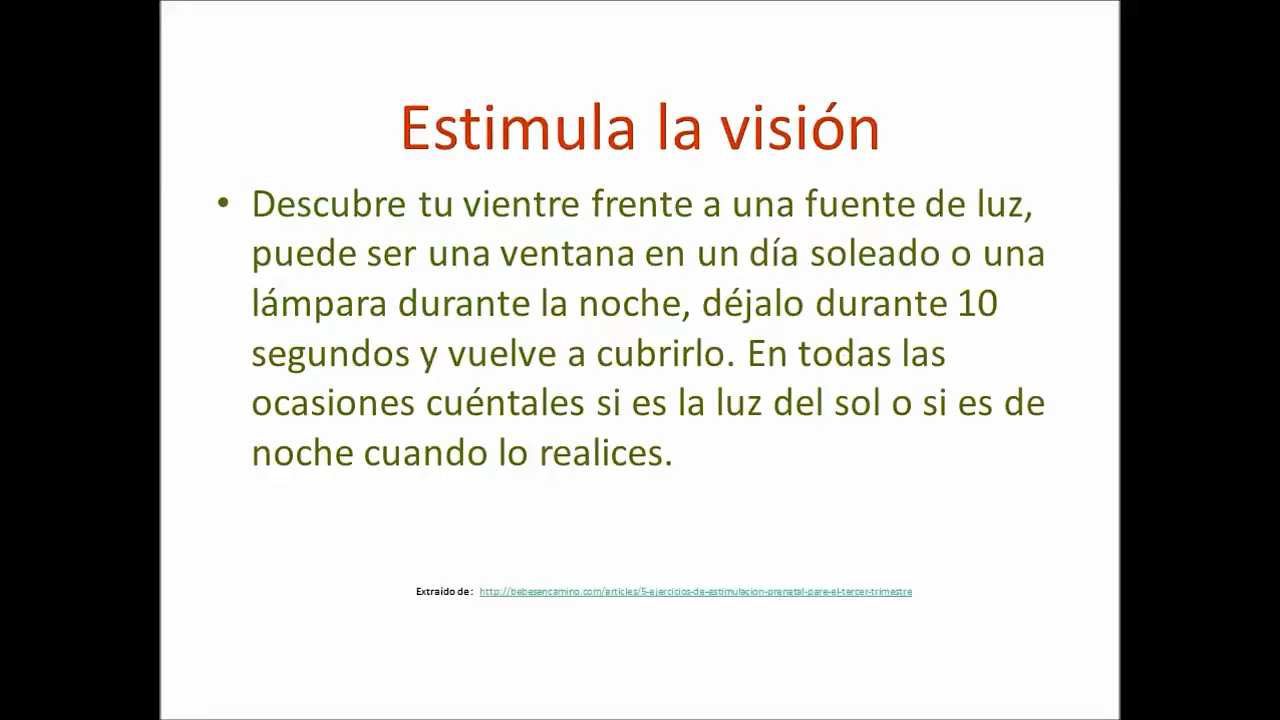 Estimula la visión
• Descubre tu vientre frente a una fuente de luz,
puede ser una ventana en un día soleado o una
lámpara durante la noche, déjalo durante 10
segundos y vuelve a cubrirlo. En todas las
ocasiones cuéntales si es la luz del sol o si es de
noche cuando lo realices.
Extraído de: http://bebesencamino.com/articles/5-ejercicios-de-estimulacion-prenatal-pare-el-tercer-trimestre